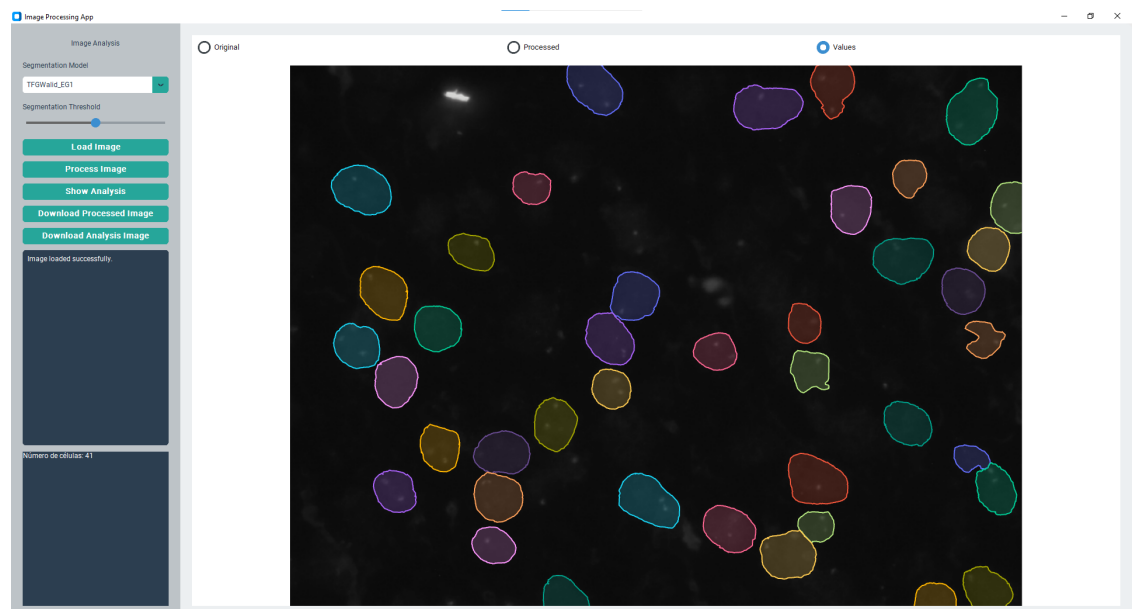 Image Processing App
Image Analysis
Segmentation Model
TFGWalid_EG1
Segmentation Threshold
Load Image
Process Image
Show Analysis
Download Processed Image
Download Analysis Image
Image loaded successfully.
Número de células: 41
Original
Processed
Values